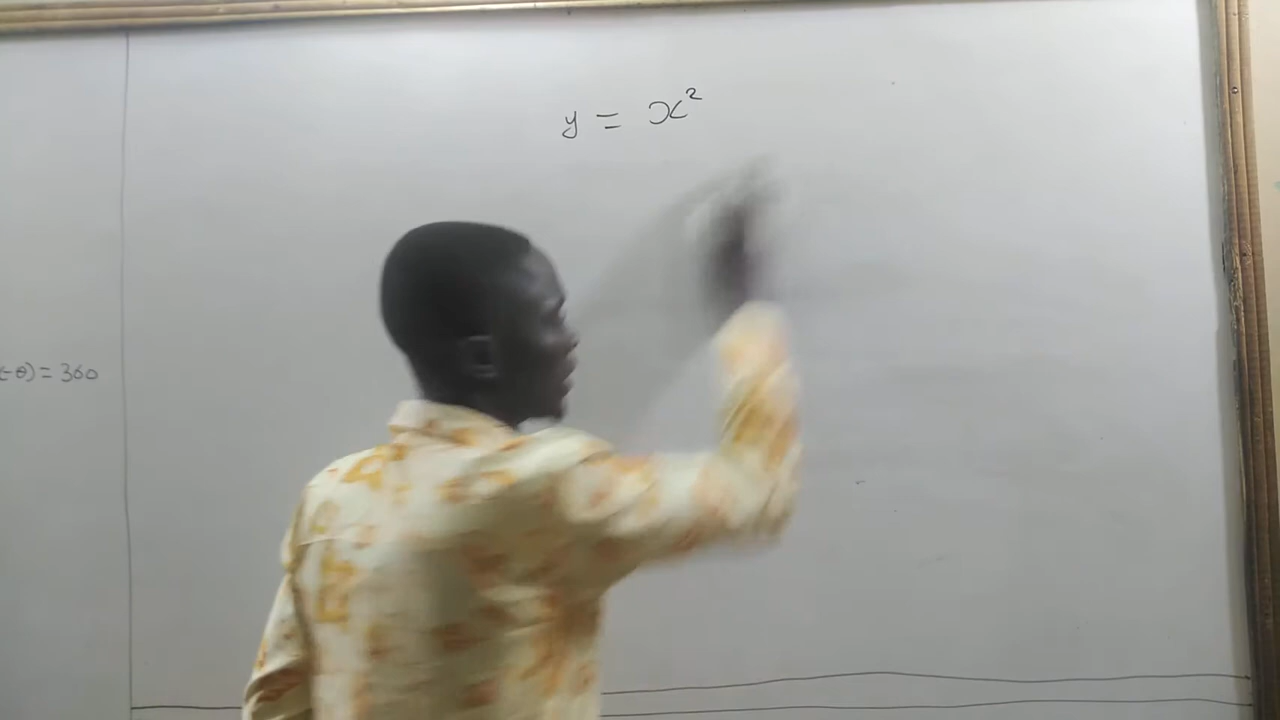 y = x²
-θ) = 360